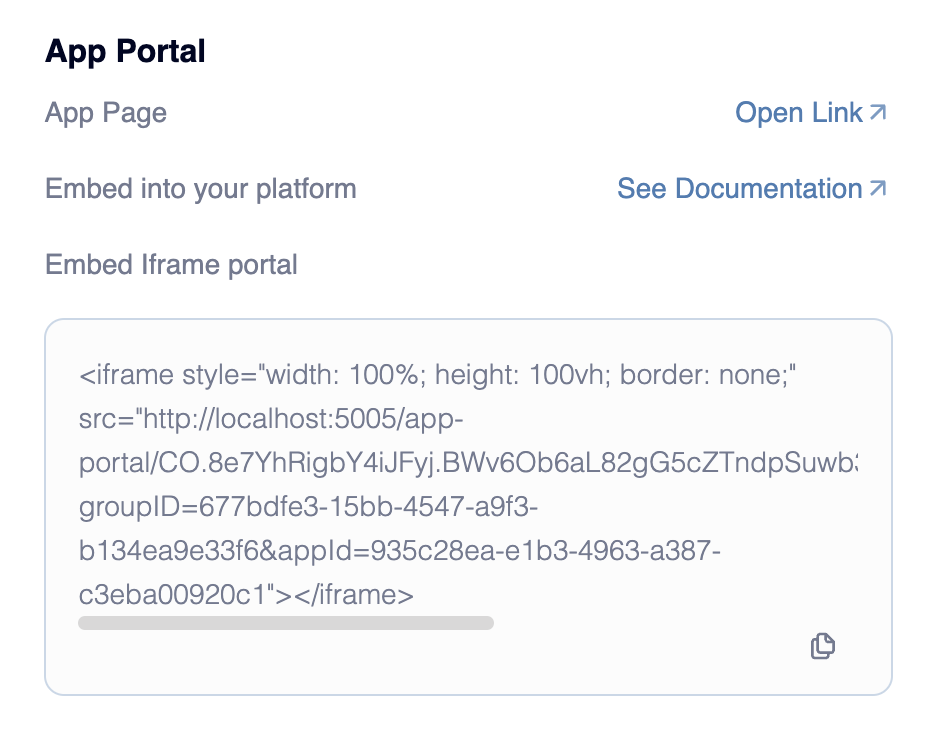 App Portal
App Page
Open Link
Embed into your platform
See Documentation
Embed Iframe portal
<iframe style="width: 100%; height: 100vh; border: none;"
src="http://localhost:5005/app-
portal/CO.8e7YhRigbY4iJFyj.BWv6Ob6aL82gG5cZTndpSuwb
groupID=677bdfe3-15bb-4547-a9f3-
b134ea9e33f6&appId=935c28ea-e1b3-4963-a387-
c3eba00920c1"></iframe>